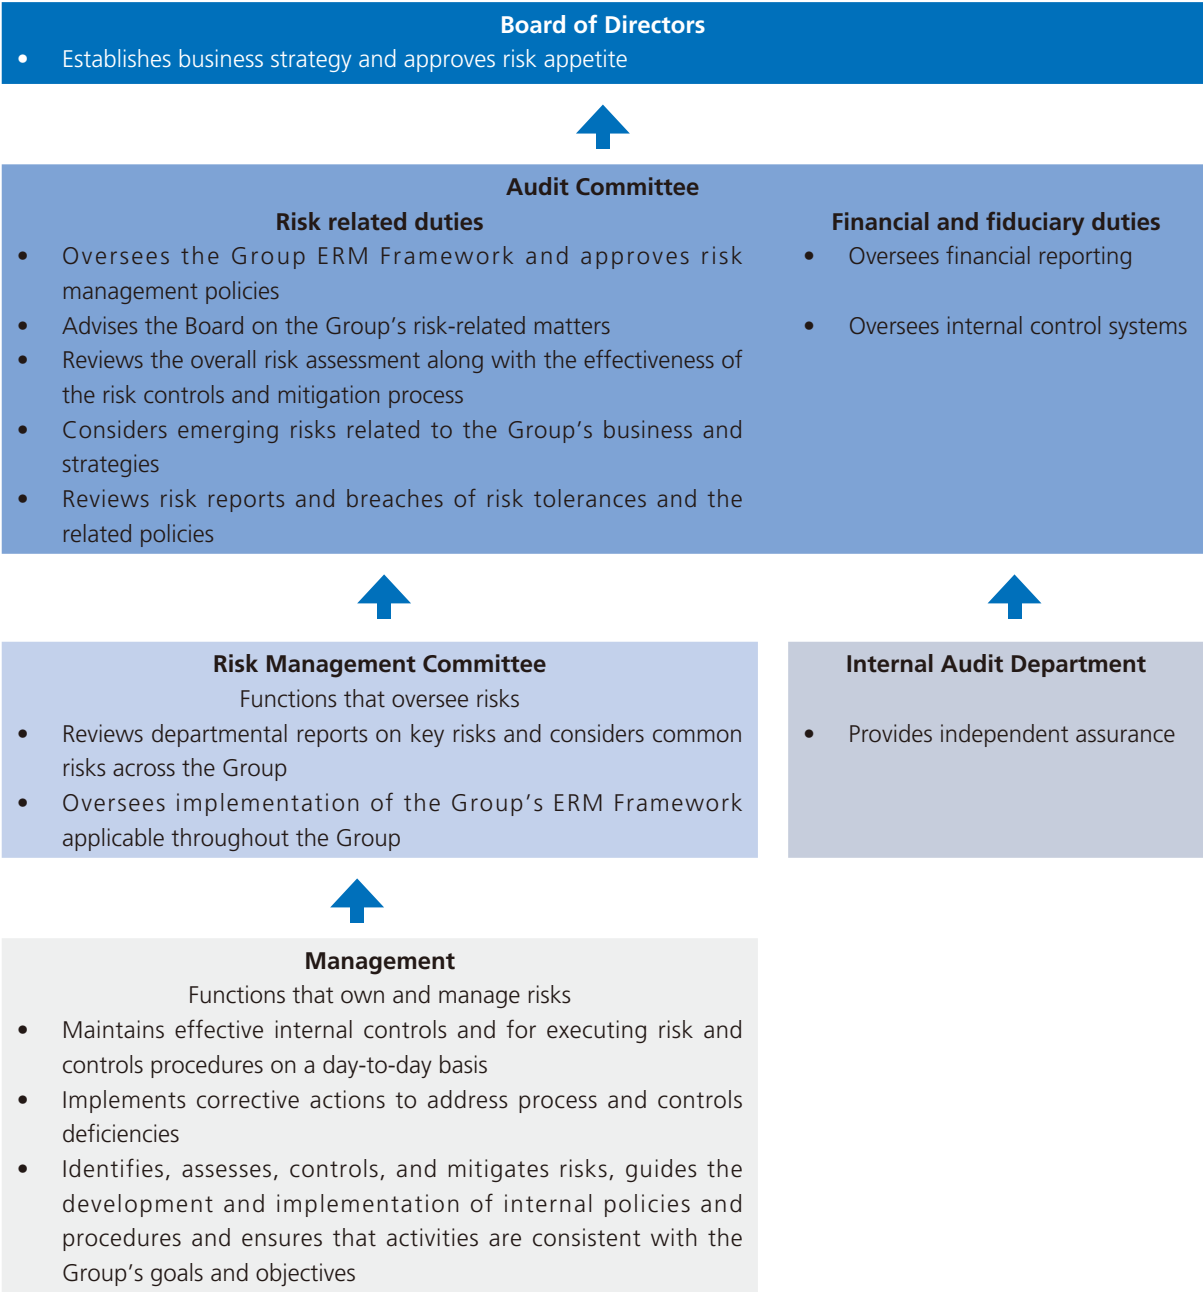 Board of Directors
• Establishes business strategy and approves risk appetite
Audit Committee
Risk related duties
• Oversees the Group ERM Framework and approves risk
management policies
• Advises the Board on the Group’s risk-related matters
• Reviews the overall risk assessment along with the effectiveness of
the risk controls and mitigation process
• Considers emerging risks related to the Group’s business and
strategies
• Reviews risk reports and breaches of risk tolerances and the
related policies
Financial and fiduciary duties
• Oversees financial reporting
• Oversees internal control systems
Risk Management Committee
Functions that oversee risks
• Reviews departmental reports on key risks and considers common
risks across the Group
• Oversees implementation of the Group’s ERM Framework
applicable throughout the Group
Internal Audit Department
• Provides independent assurance
Management
Functions that own and manage risks
• Maintains effective internal controls and for executing risk and
controls procedures on a day-to-day basis
• Implements corrective actions to address process and controls
deficiencies
• Identifies, assesses, controls, and mitigates risks, guides the
development and implementation of internal policies and
procedures and ensures that activities are consistent with the
Group’s goals and objectives